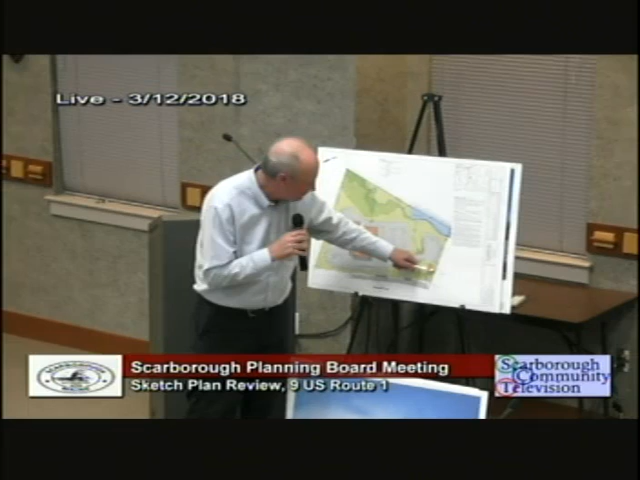 Live - 3/12/2018
Scarborough Planning Board Meeting
Sketch Plan Review, 9 US Route 1
Scarborough
Community
Television